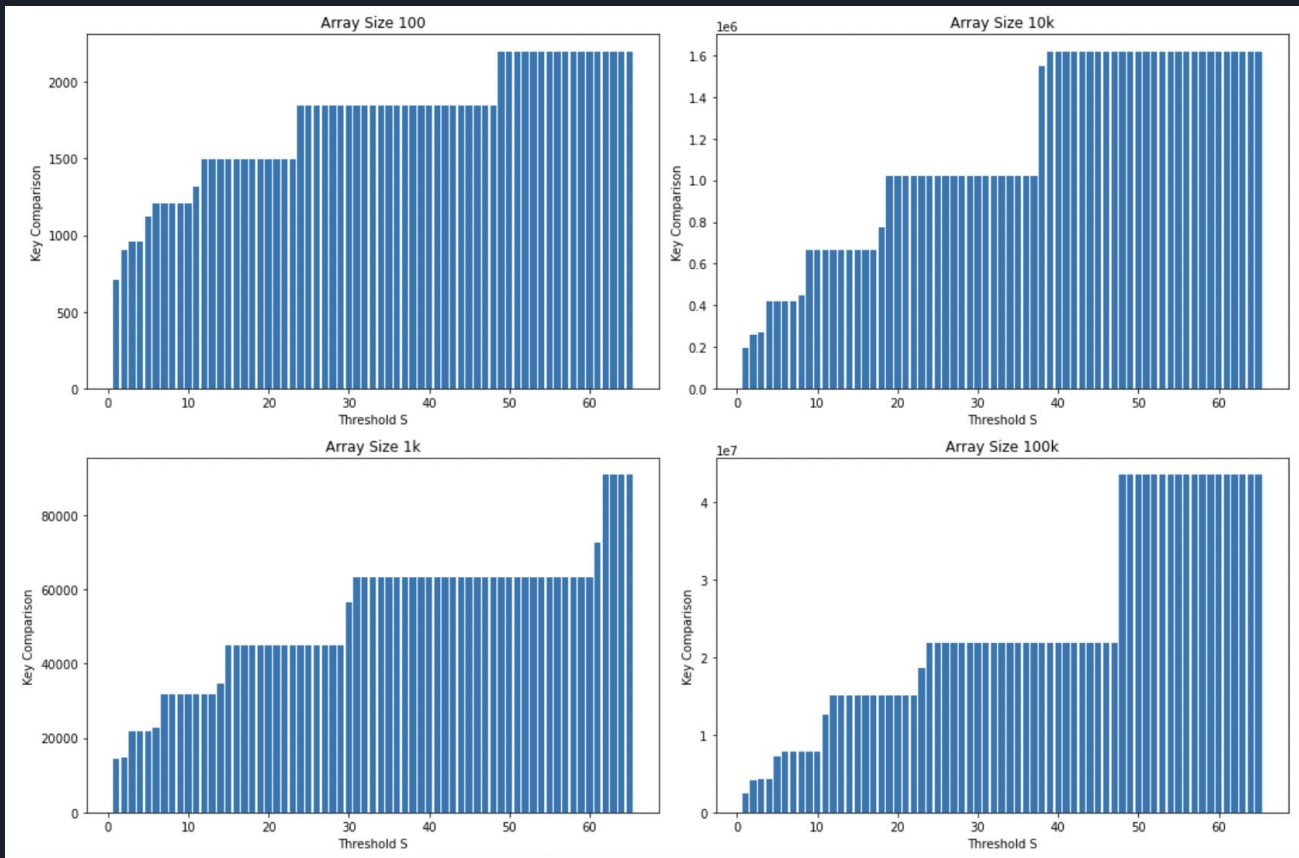 Array Size 100
2000
1500
1000
500
0
Key Comparison
0 10 20 30 40 50 60
Threshold S
Array Size 10k
1e6
1.6
1.4
1.2
1.0
0.8
0.6
0.4
0.2
0.0
Key Comparison
0 10 20 30 40 50 60
Threshold S
Array Size 1k
80000
60000
40000
20000
0
Key Comparison
0 10 20 30 40 50 60
Threshold S
Array Size 100k
1e7
4
3
2
1
0
Key Comparison
0 10 20 30 40 50 60
Threshold S